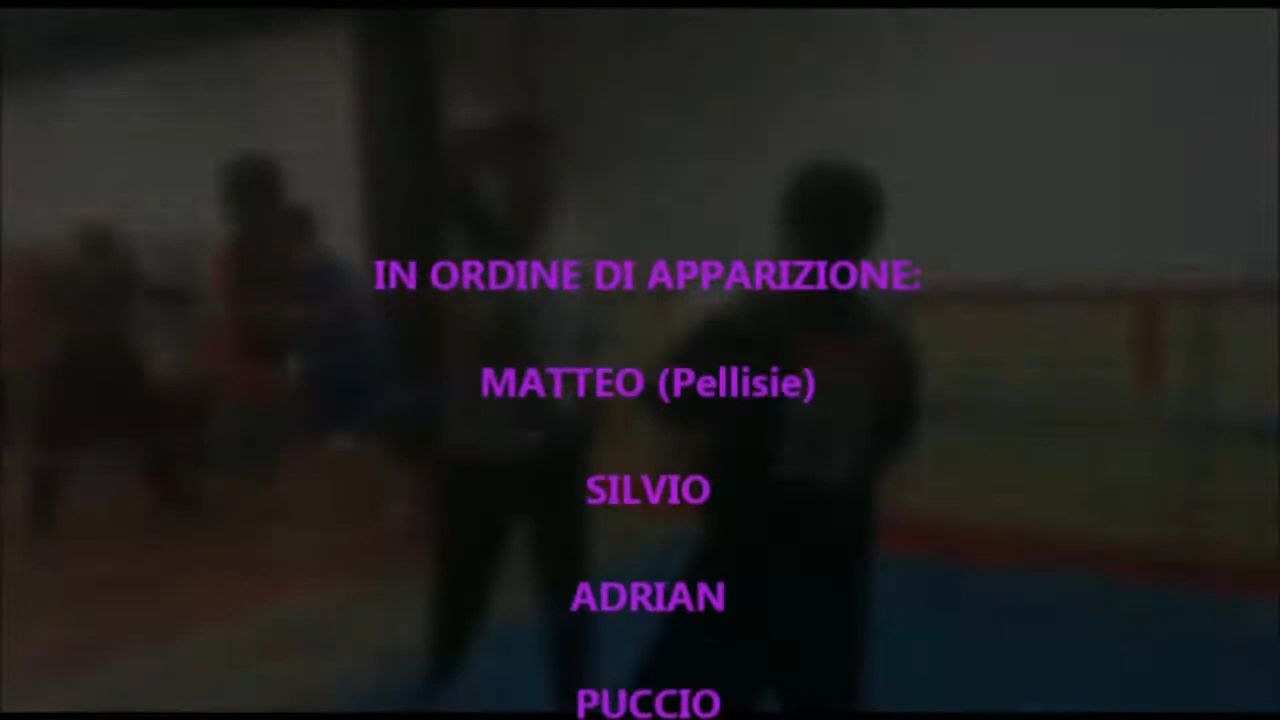 IN ORDINE DI APPARIZIONE:
MATTEO (Pellisie)
SILVIO
ADRIAN
PUCCIO